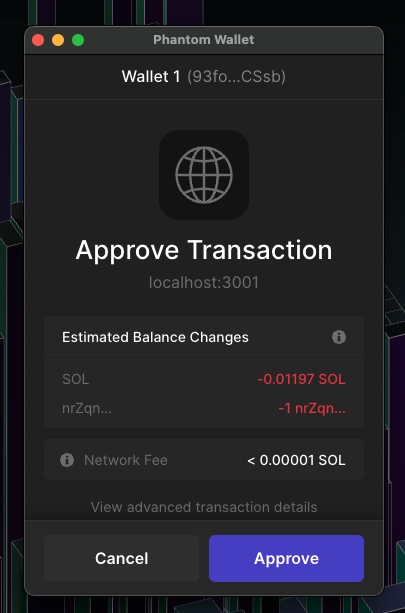 Phantom Wallet
Wallet 1 (93fo...CSsb)
Approve Transaction
localhost:3001
Estimated Balance Changes
SOL -0.01197 SOL
nrZqn... -1 nrZqn...
Network Fee < 0.00001 SOL
View advanced transaction details
Cancel Approve